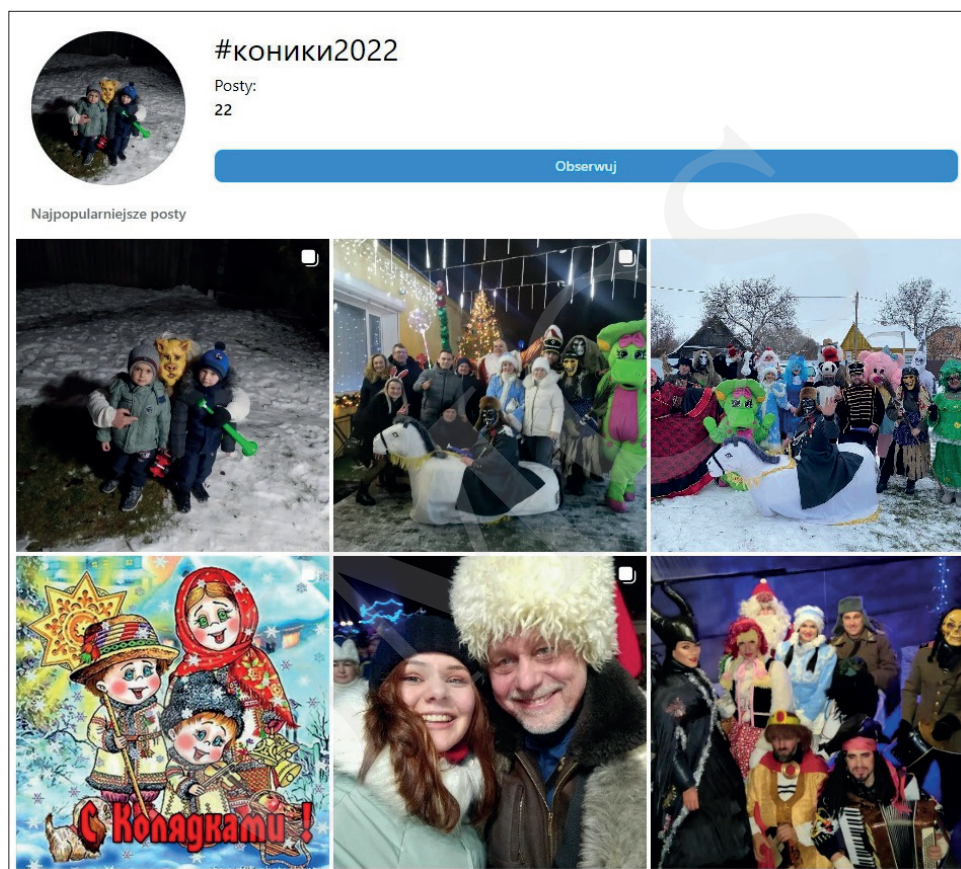 #коники2022
Posty:
22
Obserwuj
Najpopularniejsze posty
С Колядками !